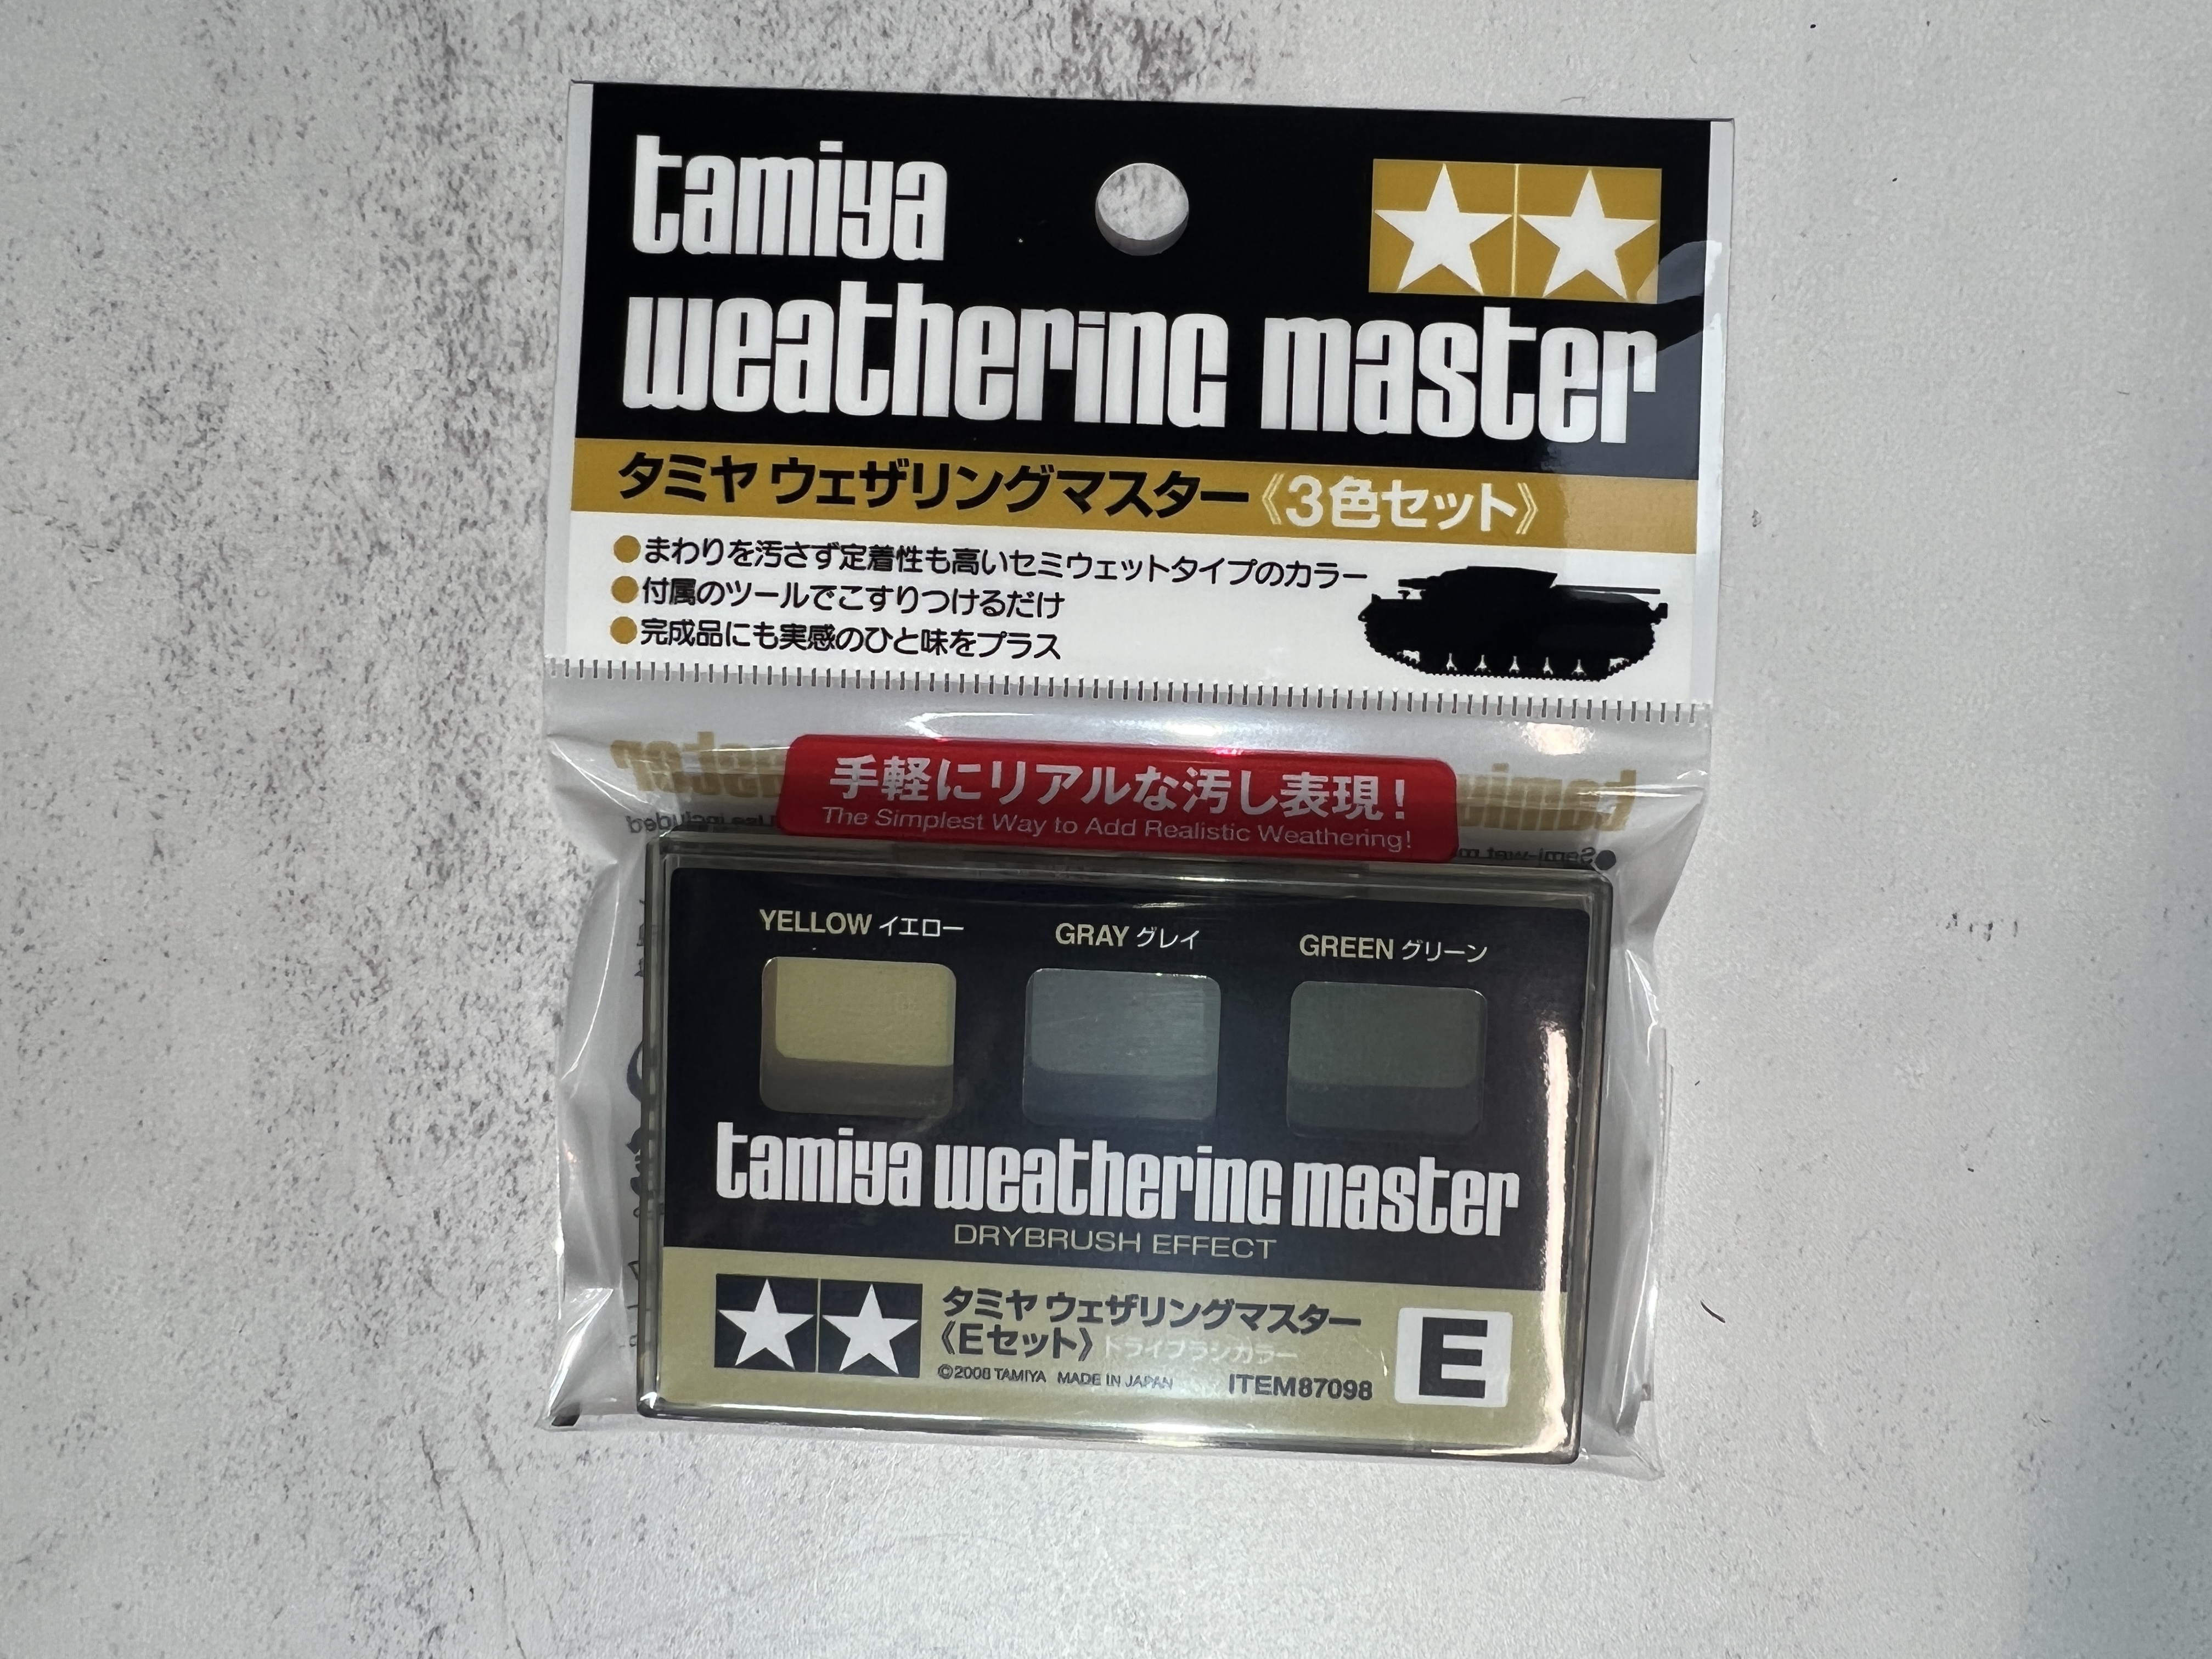 tamiya
weathering master
タミヤ ウェザリングマスター《3色セット》
●まわりを汚さず定着性も高いセミウェットタイプのカラー
●付属のツールでこすりつけるだけ
●完成品にも実感のひと味をプラス
手軽にリアルな汚し表現!
The Simplest Way to Add Realistic Weathering!
YELLOW イエロー
GRAY グレイ
GREEN グリーン
tamiya weathering master
DRYBRUSH EFFECT
タミヤ ウェザリングマスター
《Eセット》ドライブラシカラー
©2008 TAMIYA MADE IN JAPAN
ITEM87098
E